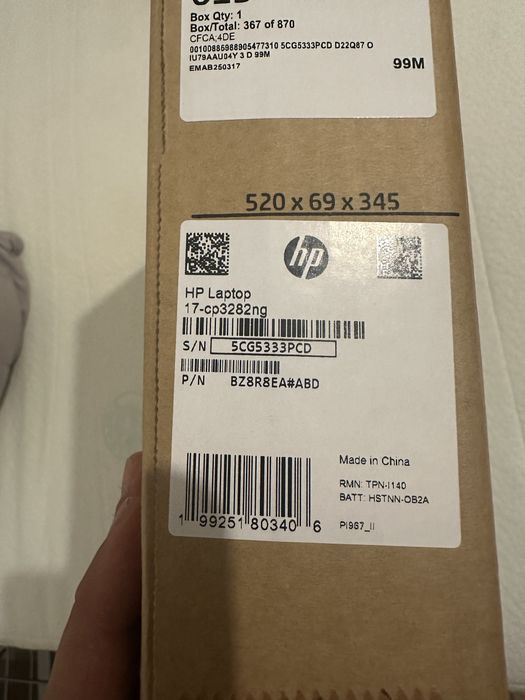 Box Qty: 1
Box/Total: 367 of 870
CFCA:4DE
00100885988905477310 5CG5333PCD D22Q87 O
IU79AAU04Y 3 D 99M
EMAB250317
99M
520 x 69 x 345
hp
HP Laptop
17-cp3282ng
S/N 5CG5333PCD
P/N BZ8R8EA#ABD
Made in China
RMN: TPN-I140
BATT: HSTNN-OB2A
1 99251 80340 6
PI967_II